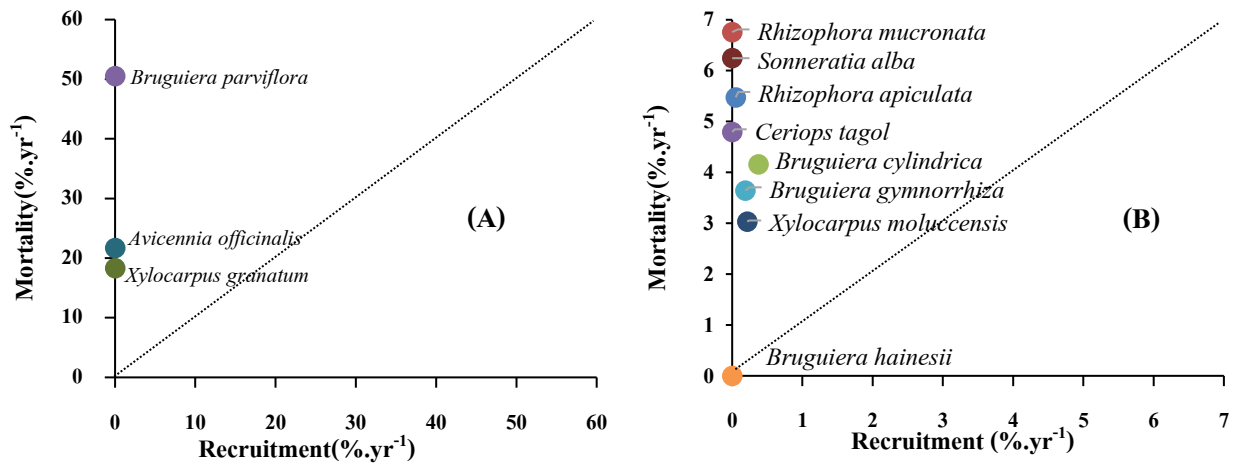 60
50
40
30
20
10
0
Mortality(%.yr-1)
Bruguiera parviflora
Avicennia officinalis
Xylocarpus granatum
(A)
0 10 20 30 40 50 60
Recruitment(%.yr-1)
7
6
5
4
3
2
1
0
Mortality(%.yr-1)
Rhizophora mucronata
Sonneratia alba
Rhizophora apiculata
Ceriops tagol
Bruguiera cylindrica
Bruguiera gymnorrhiza
Xylocarpus moluccensis
(B)
Bruguiera hainesii
0 1 2 3 4 5 6 7
Recruitment (%.yr-1)